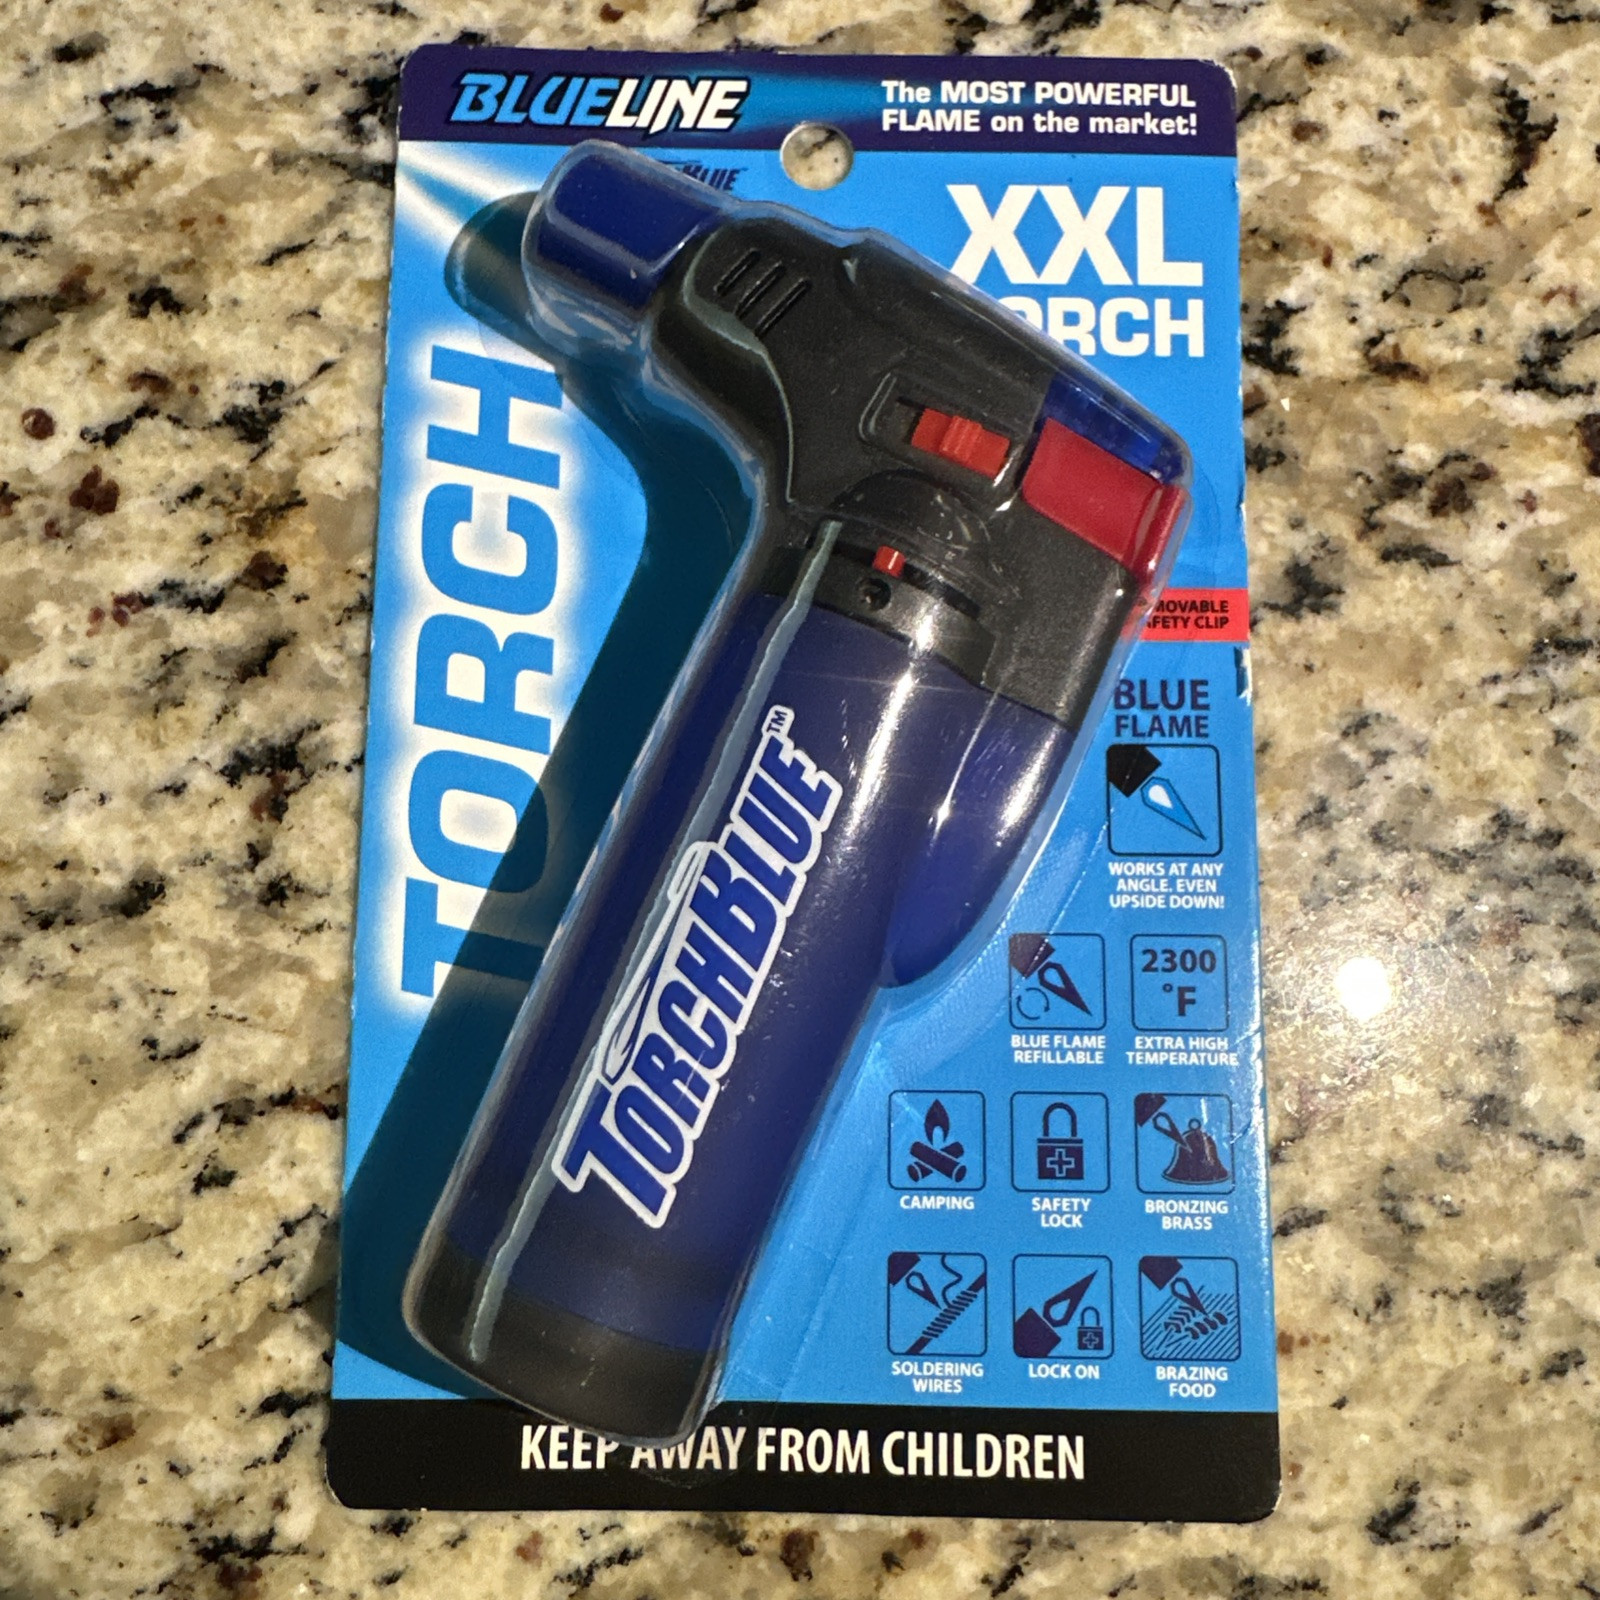 BLUELINE
The MOST POWERFUL
FLAME on the market!
XXL
TORCH
TORCH
TORCHBLUE™
BLUE
FLAME
WORKS AT ANY
ANGLE. EVEN
UPSIDE DOWN!
BLUE FLAME
REFILLABLE
2300
°F
EXTRA HIGH
TEMPERATURE
CAMPING
SAFETY
LOCK
BRONZING
BRASS
SOLDERING
WIRES
LOCK ON
BRAZING
FOOD
KEEP AWAY FROM CHILDREN